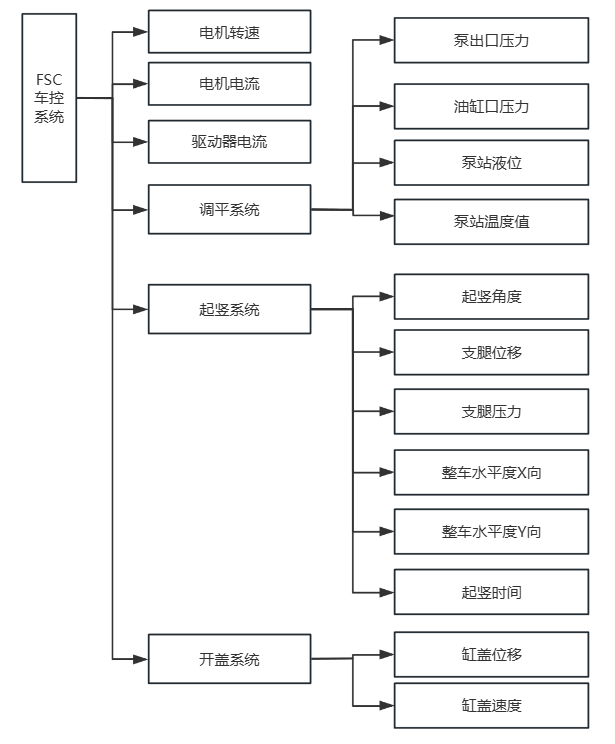 FSC
车控
系统
电机转速
电机电流
驱动器电流
调平系统
泵出口压力
油缸口压力
泵站液位
泵站温度值
起竖系统
起竖角度
支腿位移
支腿压力
整车水平度X向
整车水平度Y向
起竖时间
开盖系统
缸盖位移
缸盖速度